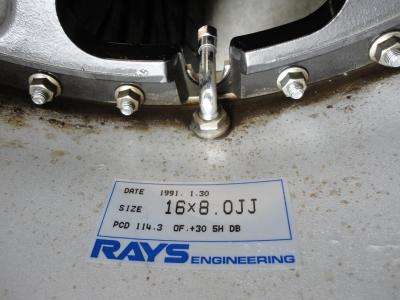 DATE 1991. 1.30
SIZE 16×8.0JJ
PCD 114.3 OF.+30 5H DB
RAYS ENGINEERING